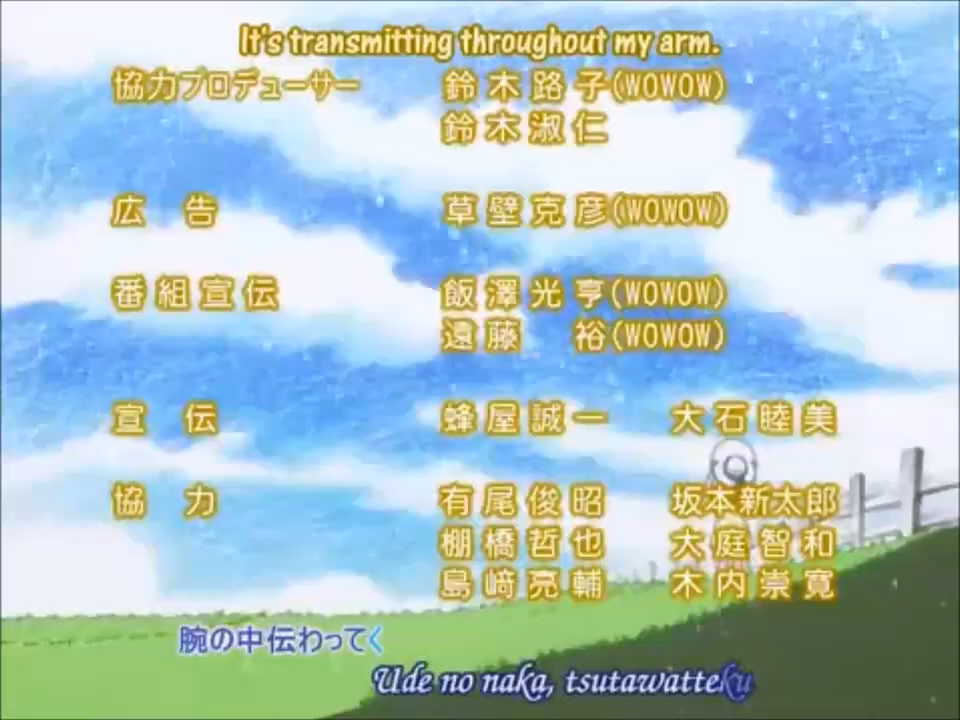 It's transmitting throughout my arm.
協力プロデューサー 鈴木路子(WOWOW)
鈴木淑仁
広 告 草壁克彦(WOWOW)
番組宣伝 飯澤光亨(WOWOW)
遠藤 裕(WOWOW)
宣 伝 蜂屋誠一 大石睦美
協 力 有尾俊昭 坂本新太郎
棚橋哲也 大庭智和
島﨑亮輔 木内崇寛
腕の中伝わってく
Ude no naka, tsutawatteku